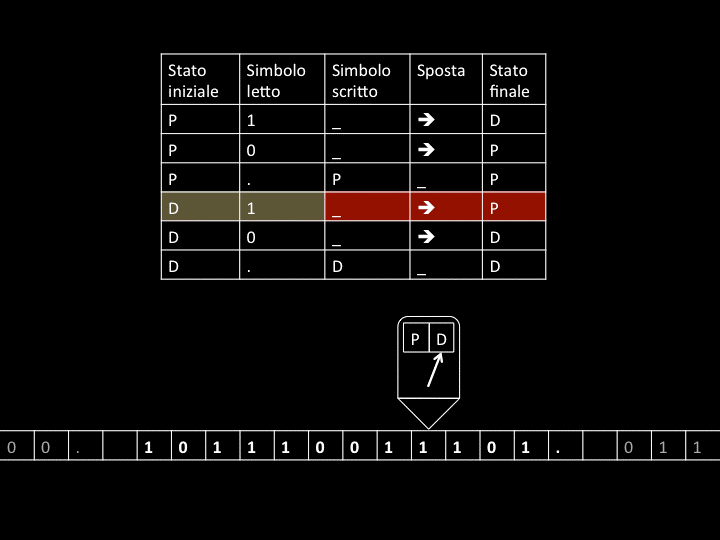 Stato iniziale Simbolo letto Simbolo scritto Sposta Stato finale
P 1 _ ➔ D
P 0 _ ➔ P
P . P _ P
D 1 _ ➔ P
D 0 _ ➔ D
D . D _ D
P D
0 0 . 1 0 1 1 1 0 0 1 1 1 0 1 . 0 1 1